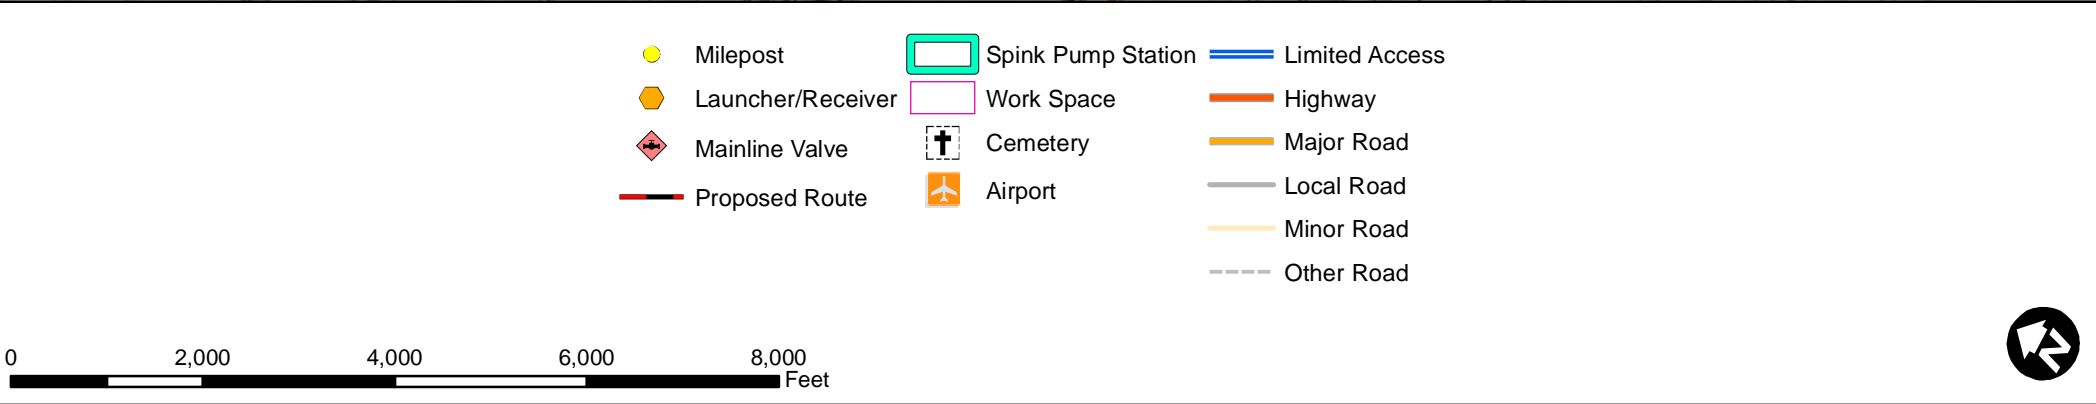 Milepost
Launcher/Receiver
Mainline Valve
Proposed Route
Spink Pump Station
Work Space
Cemetery
Airport
Limited Access
Highway
Major Road
Local Road
Minor Road
Other Road
0 2,000 4,000 6,000 8,000
Feet
N